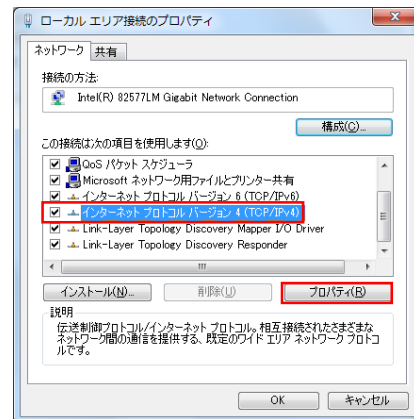 ローカル エリア接続のプロパティ
ネットワーク 共有
接続の方法:
Intel(R) 82577LM Gigabit Network Connection
構成(C)...
この接続は次の項目を使用します(O):
QoS パケット スケジューラ
Microsoft ネットワーク用ファイルとプリンター共有
インターネット プロトコル バージョン 6 (TCP/IPv6)
インターネット プロトコル バージョン 4 (TCP/IPv4)
Link-Layer Topology Discovery Mapper I/O Driver
Link-Layer Topology Discovery Responder
インストール(N)... 削除(U) プロパティ(R)
説明
伝送制御プロトコル/インターネット プロトコル。相互接続されたさまざまな
ネットワーク間の通信を提供する、既定のワイド エリア ネットワーク プロトコ
ルです。
OK キャンセル